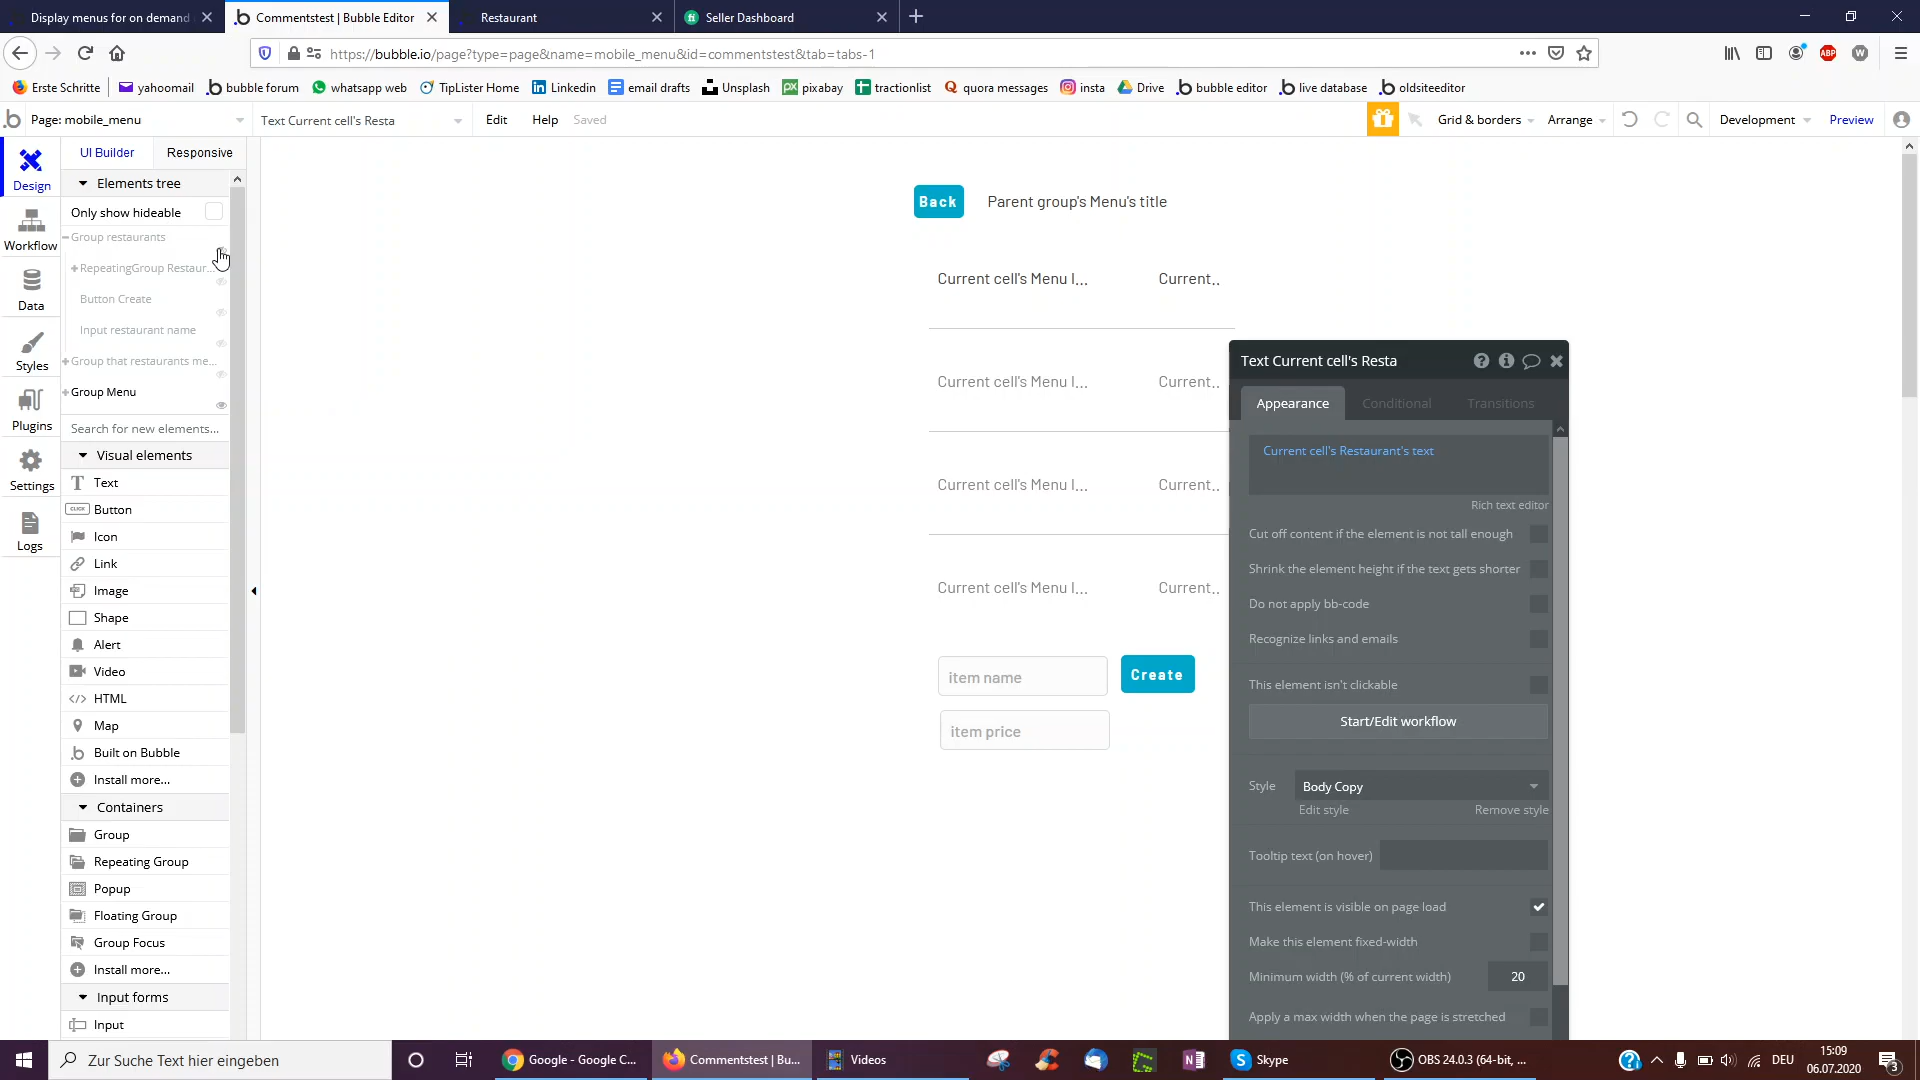 Display menus for on demand
Commentstest | Bubble Editor
Restaurant
Seller Dashboard
https://bubble.io/page?type=page&name=mobile_menu&id=commentstest&tab=tabs-1
Erste Schritte
yahoomail
bubble forum
whatsapp web
TipLister Home
Linkedin
email drafts
Unsplash
pixabay
tractionlist
quora messages
insta
Drive
bubble editor
live database
oldsiteeditor
Page: mobile_menu
Text Current cell's Resta
Edit
Help
Saved
Grid & borders
Arrange
Development
Preview
Design
Workflow
Data
Styles
Plugins
Settings
Logs
UI Builder
Responsive
Elements tree
Only show hideable
Group restaurants
RepeatingGroup Restaur...
Button Create
Input restaurant name
Group that restaurants me...
Group Menu
Search for new elements...
Visual elements
Text
CLICK
Button
Icon
Link
Image
Shape
Alert
Video
HTML
Map
Built on Bubble
Install more...
Containers
Group
Repeating Group
Popup
Floating Group
Group Focus
Install more...
Input forms
Input
Back
Parent group's Menu's title
Current cell's Menu I... Current..
Current cell's Menu I... Current..
Current cell's Menu I... Current..
Current cell's Menu I... Current..
item name
Create
item price
Text Current cell's Resta
Appearance
Conditional
Transitions
Current cell's Restaurant's text
Rich text editor
Cut off content if the element is not tall enough
Shrink the element height if the text gets shorter
Do not apply bb-code
Recognize links and emails
This element isn't clickable
Start/Edit workflow
Style
Body Copy
Edit style
Remove style
Tooltip text (on hover)
This element is visible on page load
Make this element fixed-width
Minimum width (% of current width)
20
Apply a max width when the page is stretched
Zur Suche Text hier eingeben
Google - Google C...
Commentstest | Bu...
Videos
Skype
OBS 24.0.3 (64-bit, ...
DEU
15:09
06.07.2020
3